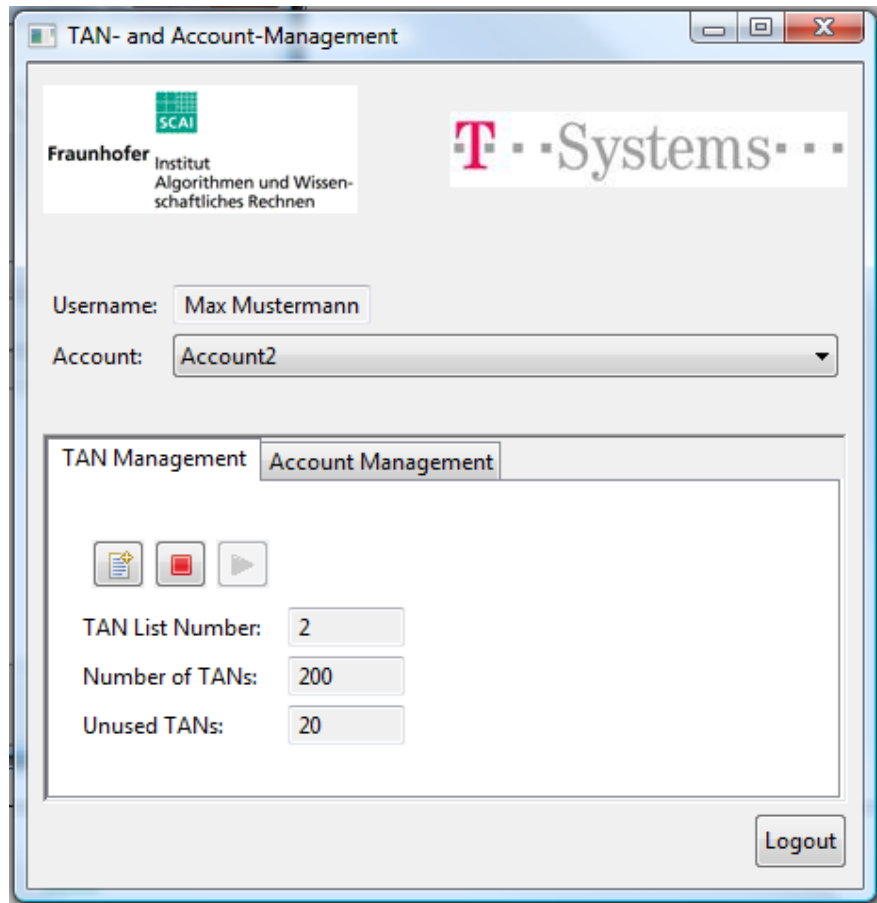 TAN- and Account-Management
SCAI
Fraunhofer Institut
Algorithmen und Wissen-
schaftliches Rechnen
T Systems
Username: Max Mustermann
Account: Account2
TAN Management Account Management
TAN List Number: 2
Number of TANs: 200
Unused TANs: 20
Logout